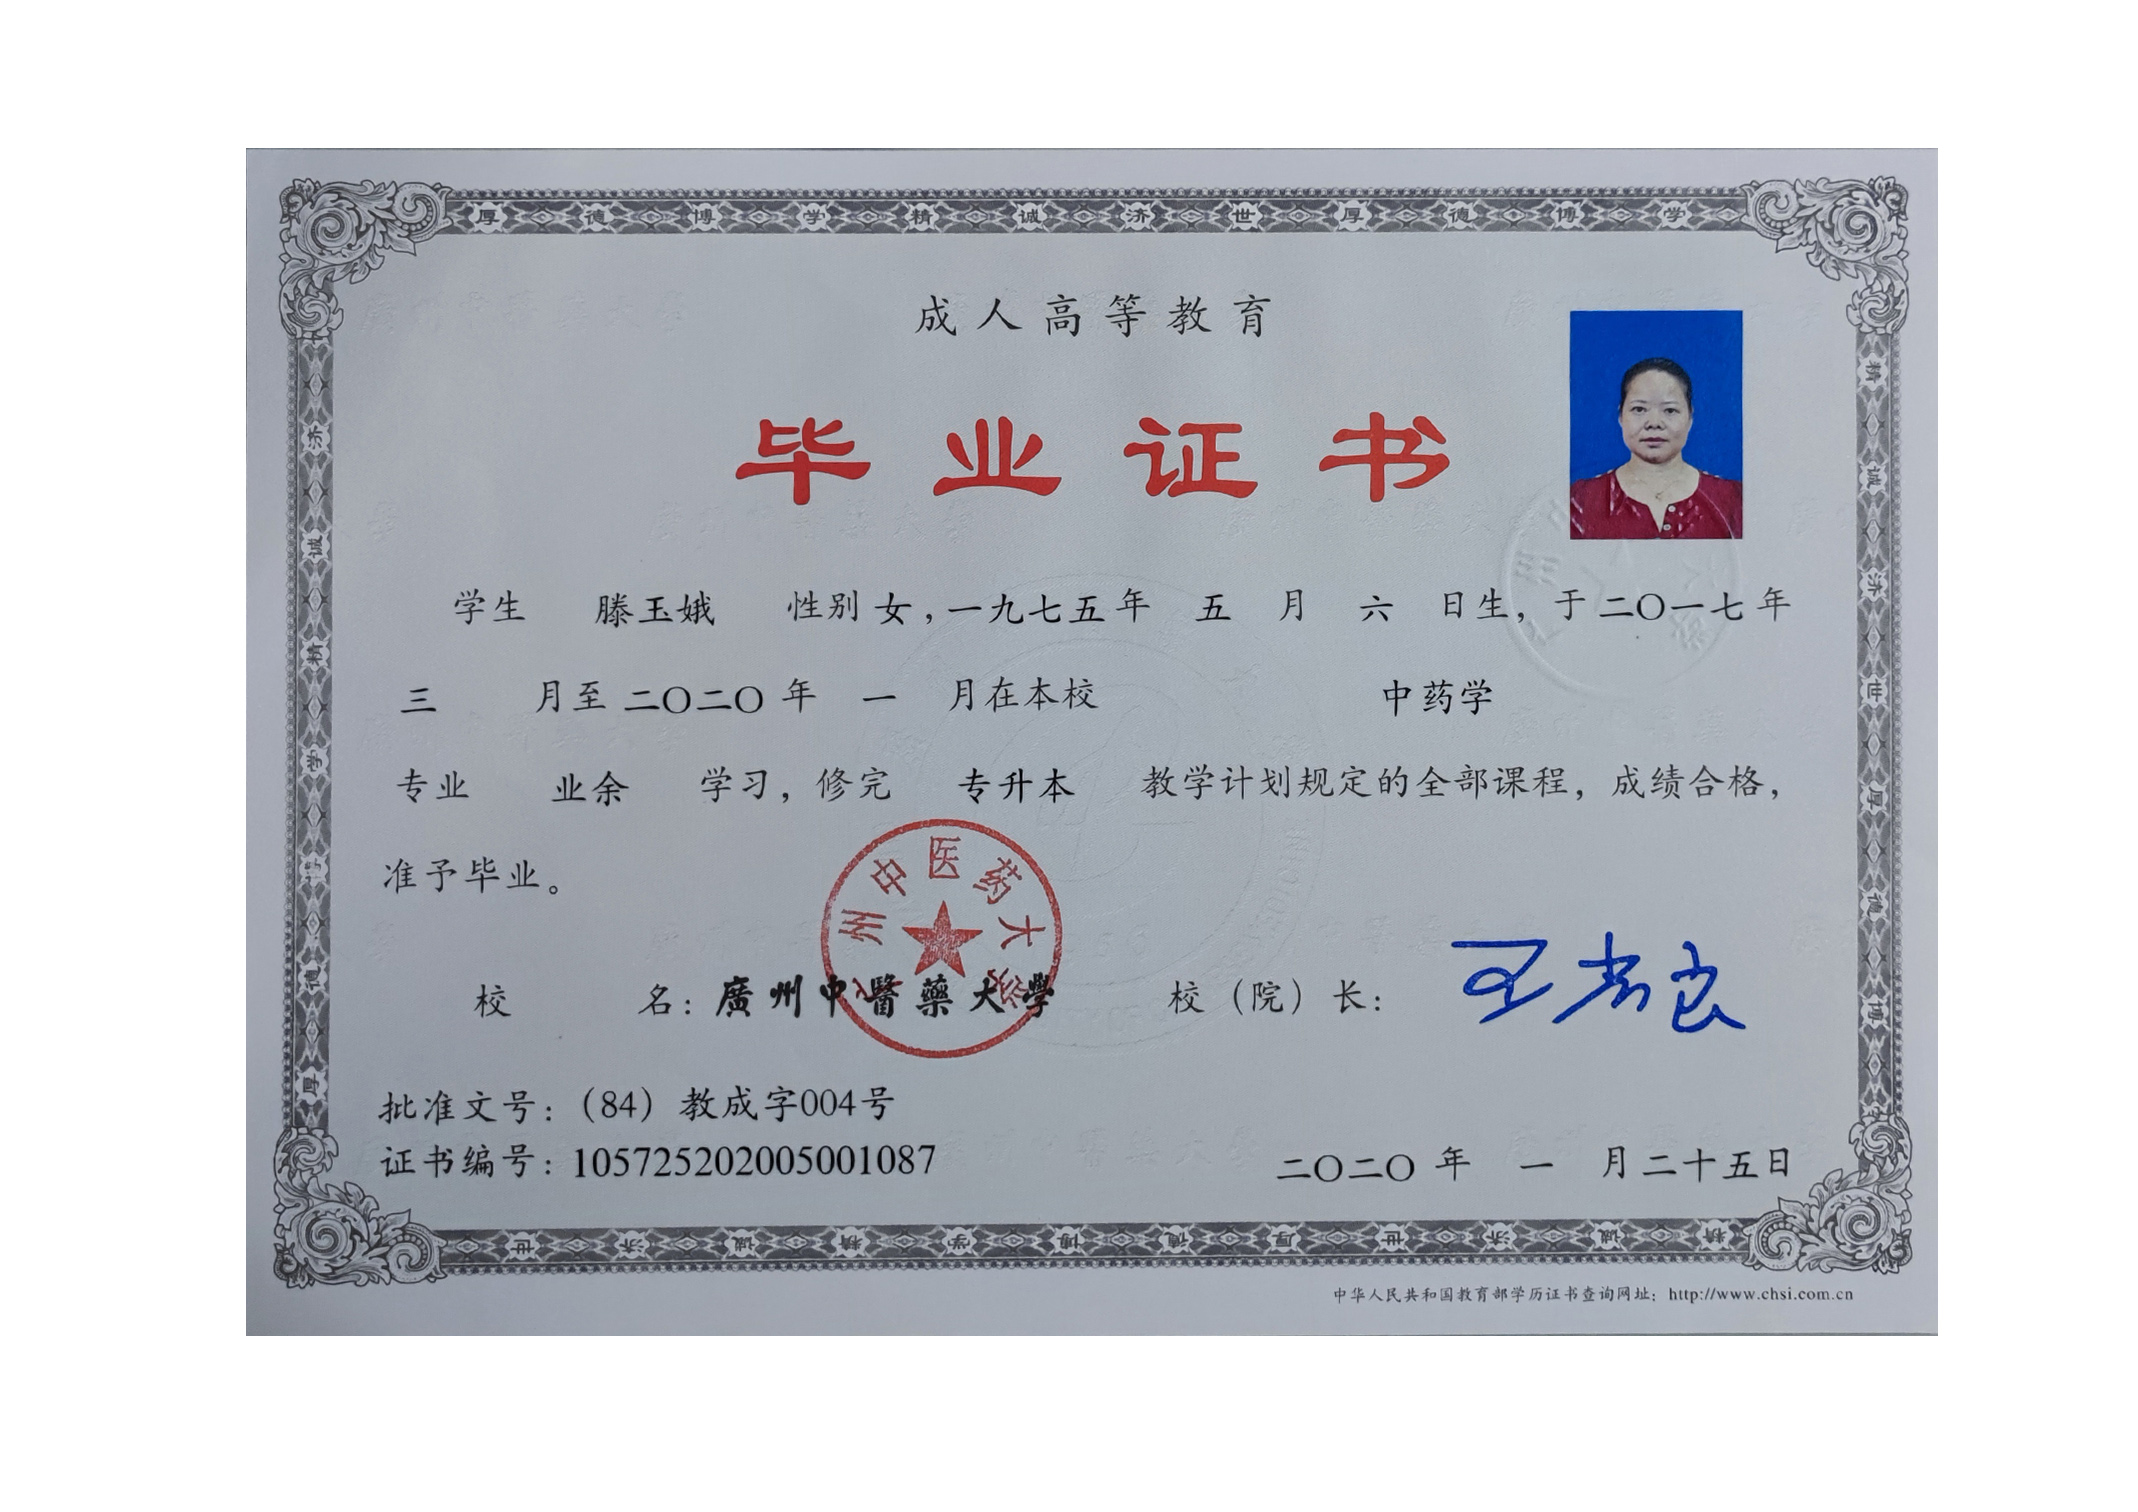 厚德博学精诚济世厚德博学
成人高等教育
毕业证书
学生 滕玉娥 性别女,一九七五年 五 月 六 日生,于二〇一七年
三 月至二〇二〇年 一 月在本校 中药学
专业 业余 学习,修完 专升本 教学计划规定的全部课程,成绩合格,
准予毕业。
州中医药大学
校 名:廣州中醫藥大學 校(院)长:
批准文号:(84)教成字004号
证书编号:105725202005001087 二〇二〇年 一 月二十五日
中华人民共和国教育部学历证书查询网址:http://www.chsi.com.cn